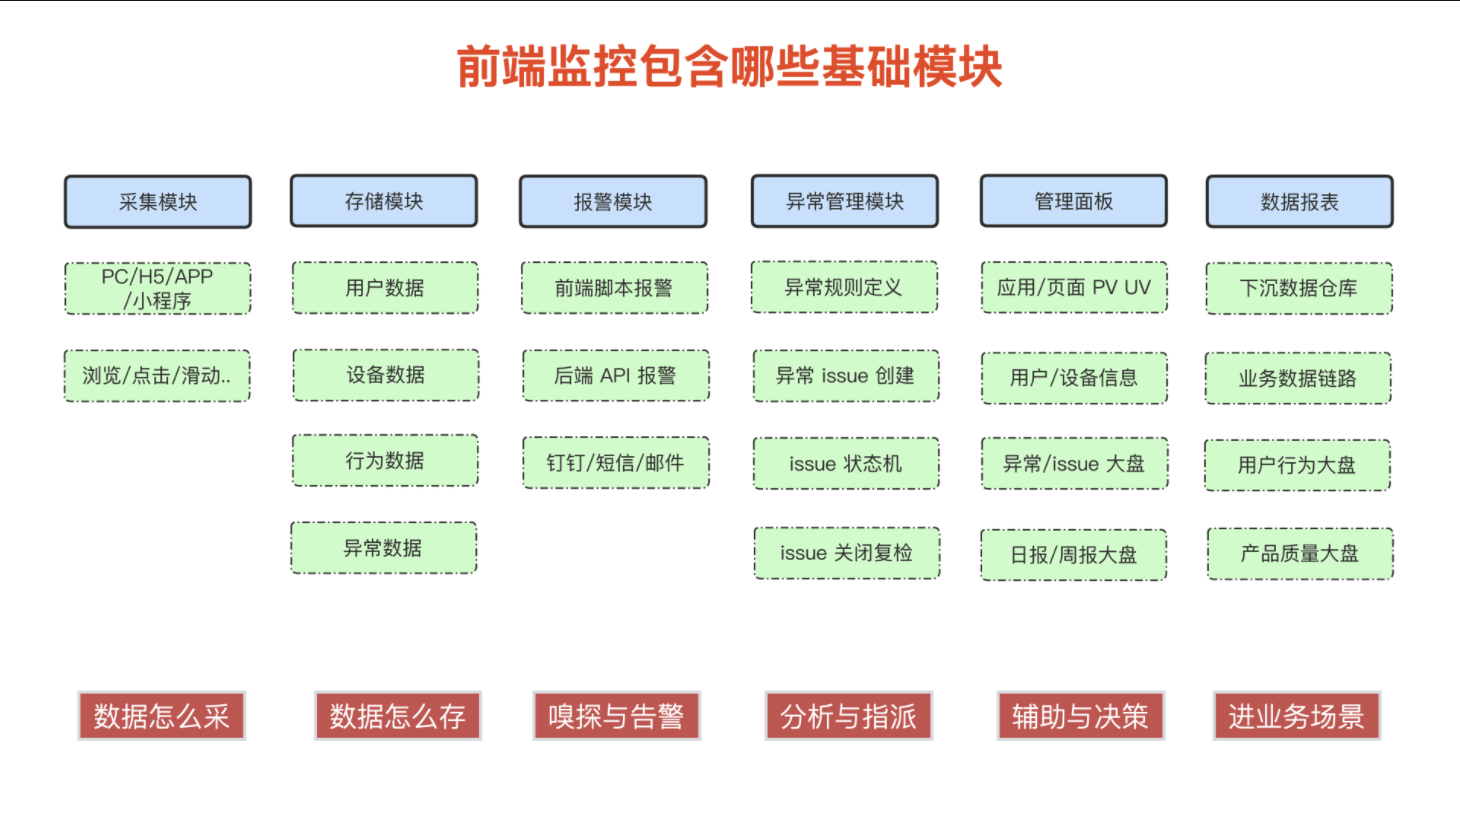 前端监控包含哪些基础模块
采集模块
存储模块
报警模块
异常管理模块
管理面板
数据报表
PC/H5/APP
/小程序
用户数据
前端脚本报警
异常规则定义
应用/页面 PV UV
下沉数据仓库
浏览/点击/滑动..
设备数据
后端 API 报警
异常 issue 创建
用户/设备信息
业务数据链路
行为数据
钉钉/短信/邮件
issue 状态机
异常/issue 大盘
用户行为大盘
异常数据
issue 关闭复检
日报/周报大盘
产品质量大盘
数据怎么采
数据怎么存
嗅探与告警
分析与指派
辅助与决策
进业务场景